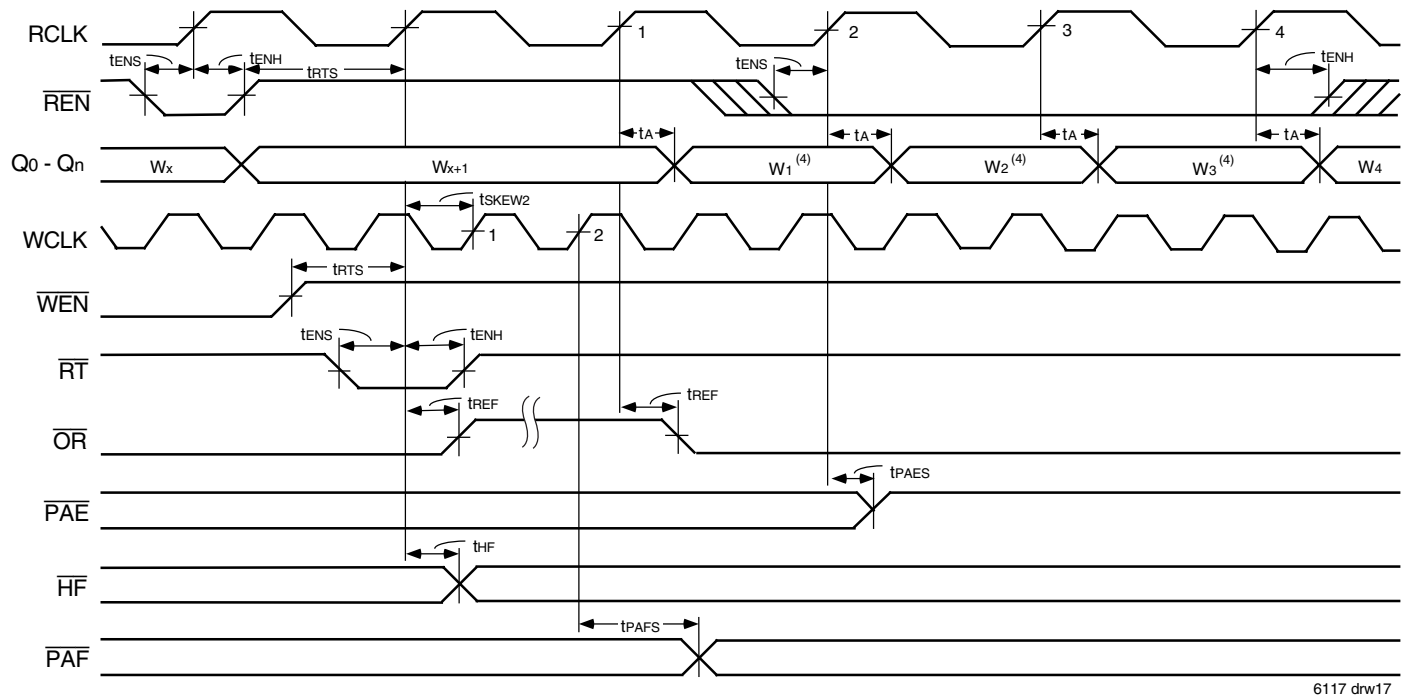 RCLK 1 2 3 4
tENS tENH tRTS tENS tENH
REN
tA tA tA tA
Q0 - Qn Wx Wx+1 W1(4) W2(4) W3(4) W4
tSKEW2
WCLK 1 2
tRTS
WEN
tENS tENH
RT
tREF tREF
OR
tPAES
PAE
tHF
HF
tPAFS
PAF
6117 drw17